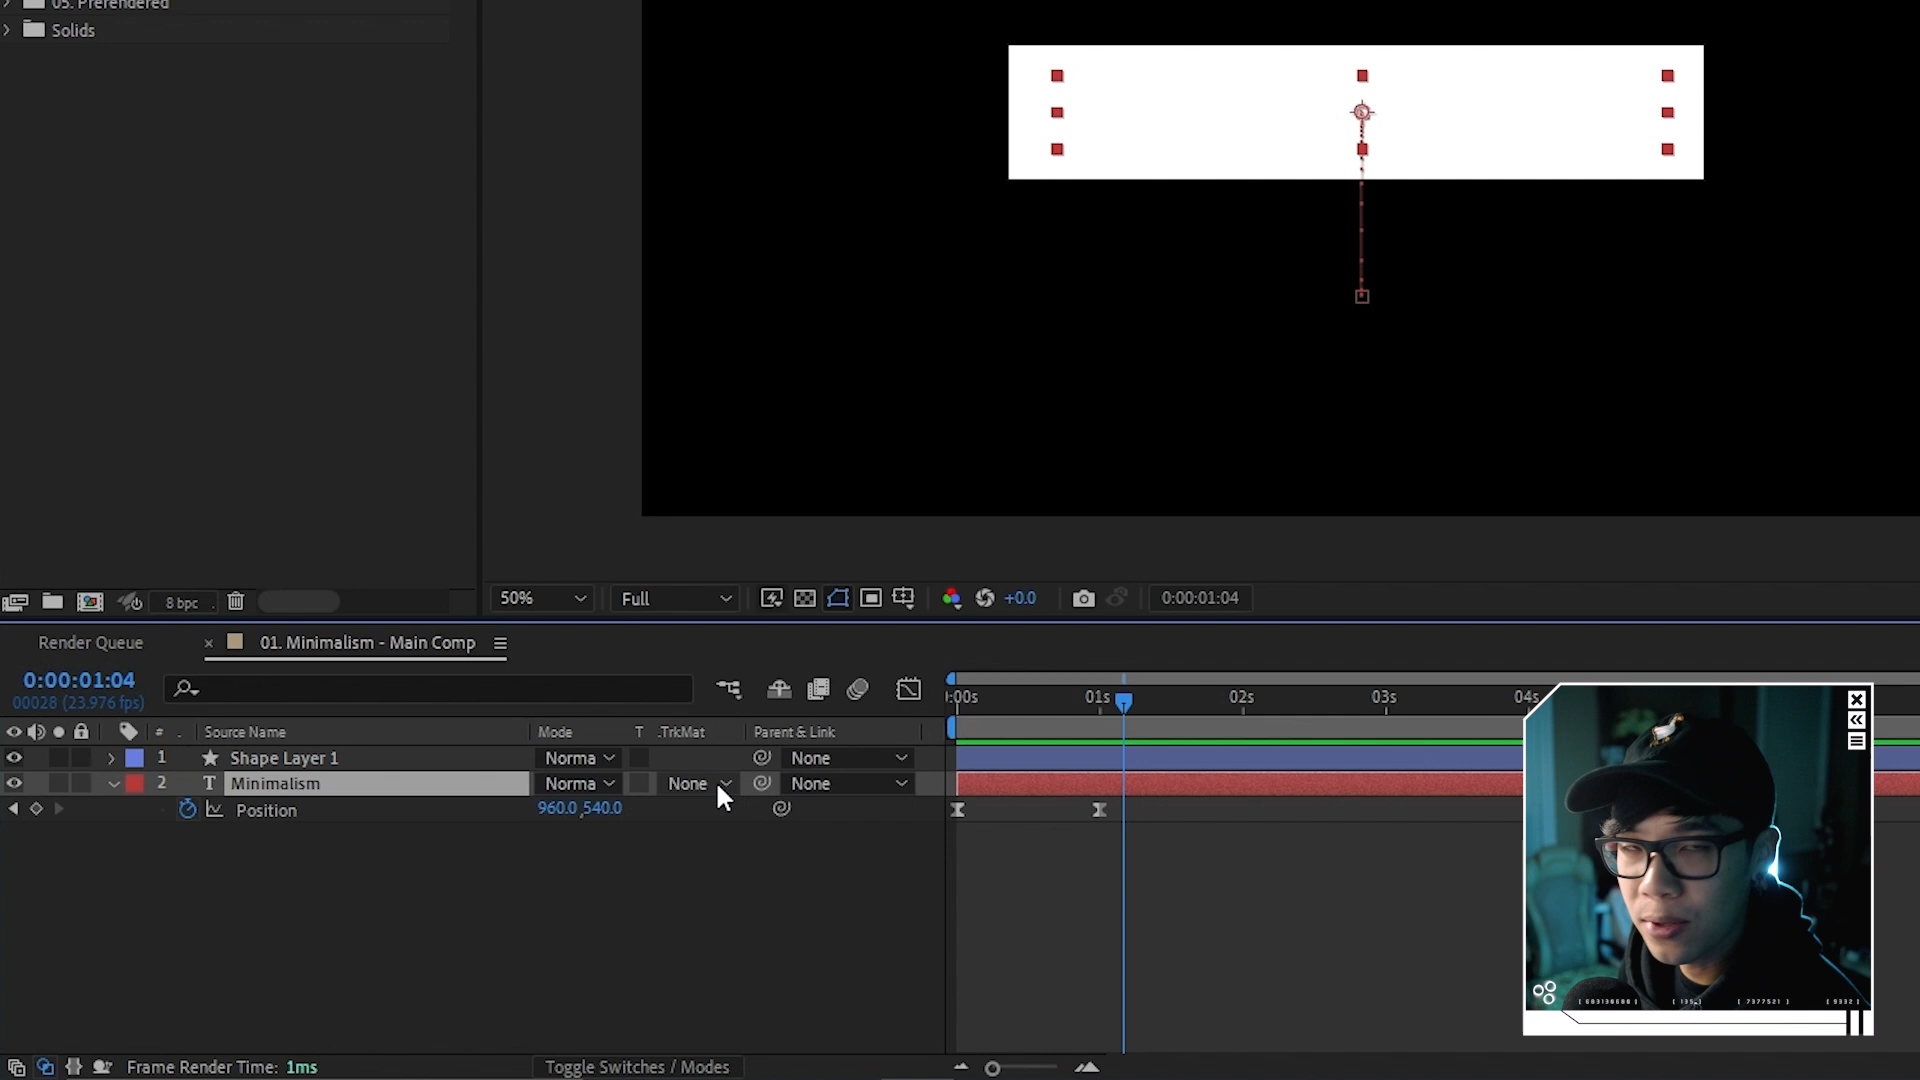 05. Prerendered
Solids
8 bpc
50%
Full
+0.0
0:00:01:04
Render Queue
× 01. Minimalism - Main Comp
0:00:01:04
00028 (23.976 fps)
:00s 01s 02s 03s 04s
# Source Name Mode T .TrkMat Parent & Link
1 Shape Layer 1 Norma None
2 T Minimalism Norma None None
Position 960.0,540.0
Frame Render Time: 1ms
Toggle Switches / Modes